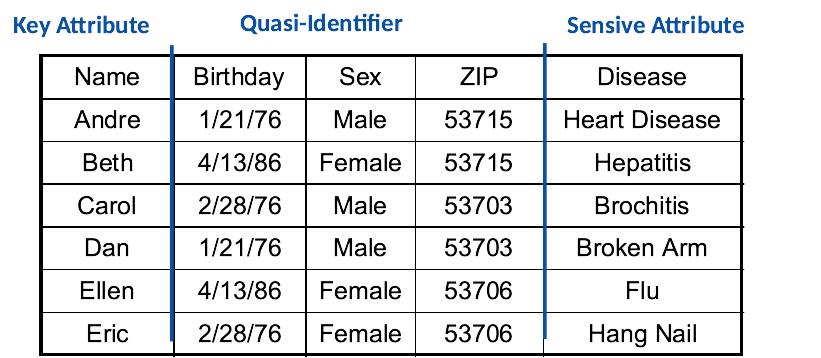 Key Attribute Quasi-Identifier Sensive Attribute
Name Birthday Sex ZIP Disease
Andre 1/21/76 Male 53715 Heart Disease
Beth 4/13/86 Female 53715 Hepatitis
Carol 2/28/76 Male 53703 Brochitis
Dan 1/21/76 Male 53703 Broken Arm
Ellen 4/13/86 Female 53706 Flu
Eric 2/28/76 Female 53706 Hang Nail